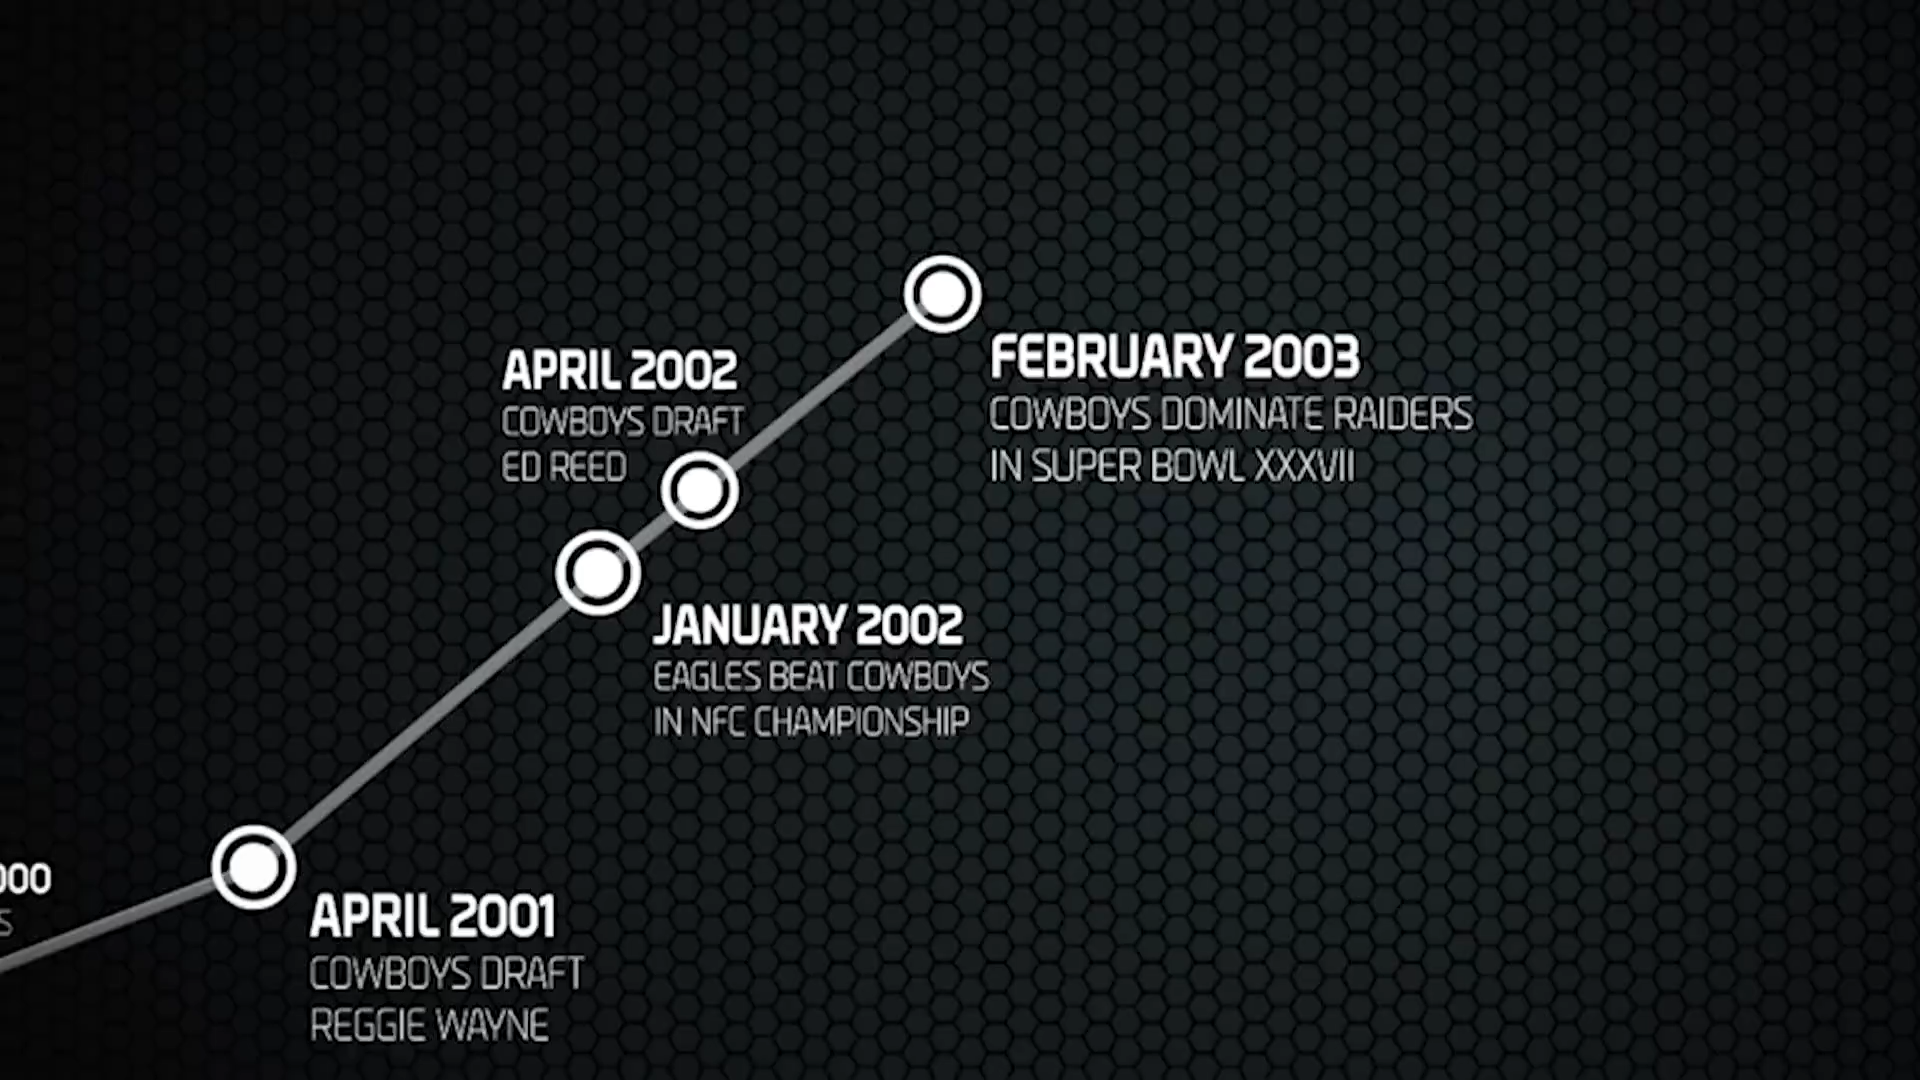 APRIL 2002
COWBOYS DRAFT
ED REED
FEBRUARY 2003
COWBOYS DOMINATE RAIDERS
IN SUPER BOWL XXXVII
JANUARY 2002
EAGLES BEAT COWBOYS
IN NFC CHAMPIONSHIP
APRIL 2001
COWBOYS DRAFT
REGGIE WAYNE